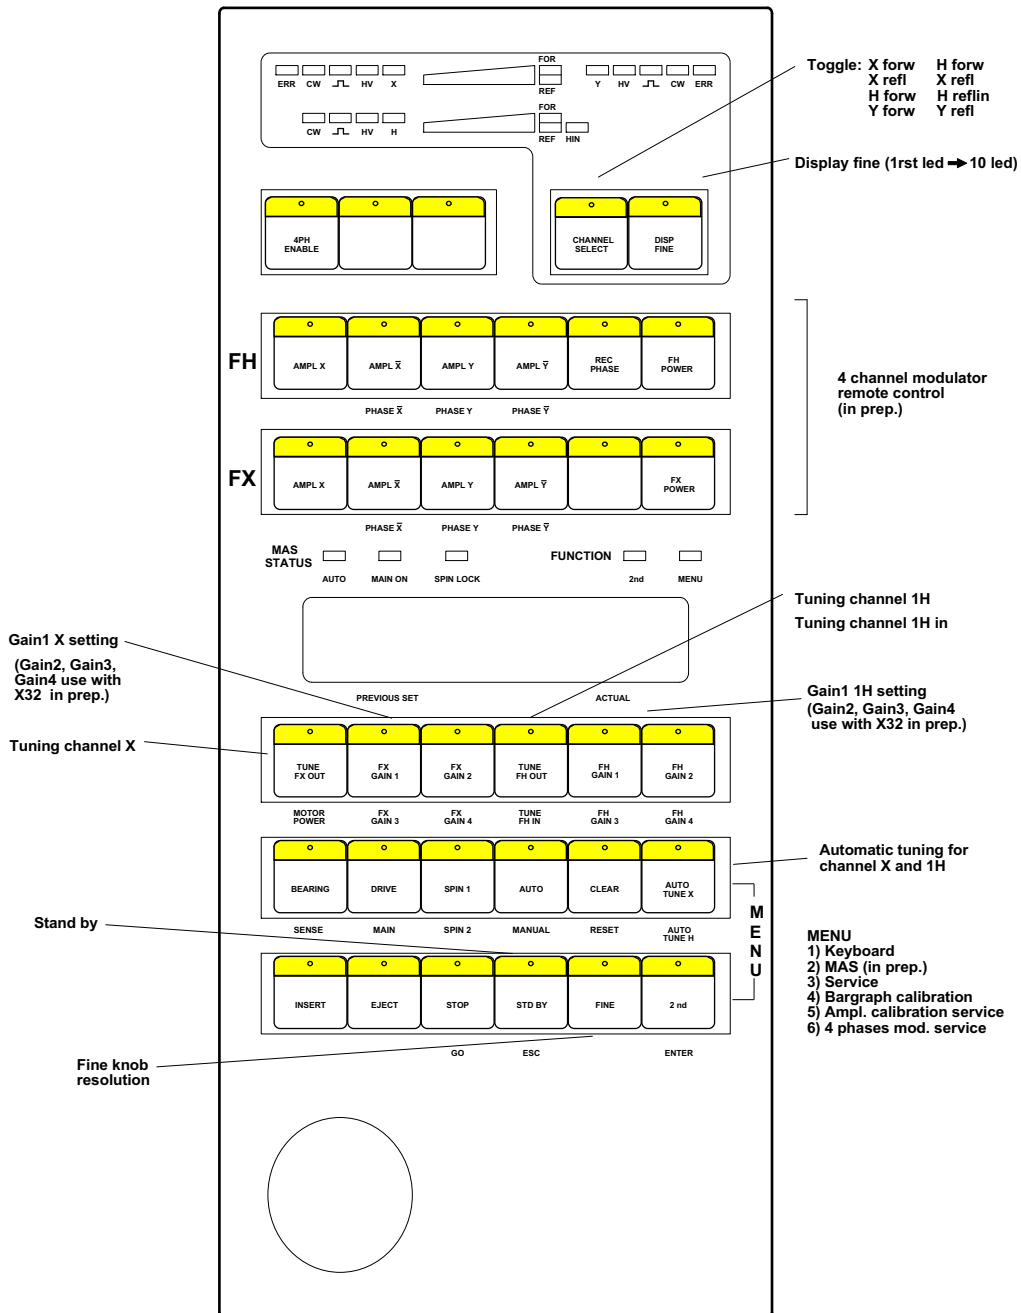 FOR
ERR CW HV X
REF
Y HV CW ERR
FOR
CW HV H
REF HIN
Toggle: X forw H forw
X refl X refl
H forw H reflin
Y forw Y refl
Display fine (1rst led ➔ 10 led)
4PH
ENABLE
CHANNEL
SELECT
DISP
FINE
FH
AMPL X
AMPL X̅
AMPL Y
AMPL Y̅
REC
PHASE
FH
POWER
PHASE X̅ PHASE Y PHASE Y̅
4 channel modulator
remote control
(in prep.)
FX
AMPL X
AMPL X̅
AMPL Y
AMPL Y̅
FX
POWER
PHASE X̅ PHASE Y PHASE Y̅
MAS
STATUS
AUTO MAIN ON SPIN LOCK
FUNCTION
2nd MENU
Tuning channel 1H
Tuning channel 1H in
Gain1 X setting
(Gain2, Gain3,
Gain4 use with
X32 in prep.)
PREVIOUS SET ACTUAL
Gain1 1H setting
(Gain2, Gain3, Gain4
use with X32 in prep.)
Tuning channel X
TUNE
FX OUT
FX
GAIN 1
FX
GAIN 2
TUNE
FH OUT
FH
GAIN 1
FH
GAIN 2
MOTOR
POWER
FX
GAIN 3
FX
GAIN 4
TUNE
FH IN
FH
GAIN 3
FH
GAIN 4
BEARING
DRIVE
SPIN 1
AUTO
CLEAR
AUTO
TUNE X
Automatic tuning for
channel X and 1H
SENSE MAIN SPIN 2 MANUAL RESET
AUTO
TUNE H
MENU
Stand by
INSERT
EJECT
STOP
STD BY
FINE
2 nd
GO ESC ENTER
MENU
1) Keyboard
2) MAS (in prep.)
3) Service
4) Bargraph calibration
5) Ampl. calibration service
6) 4 phases mod. service
Fine knob
resolution